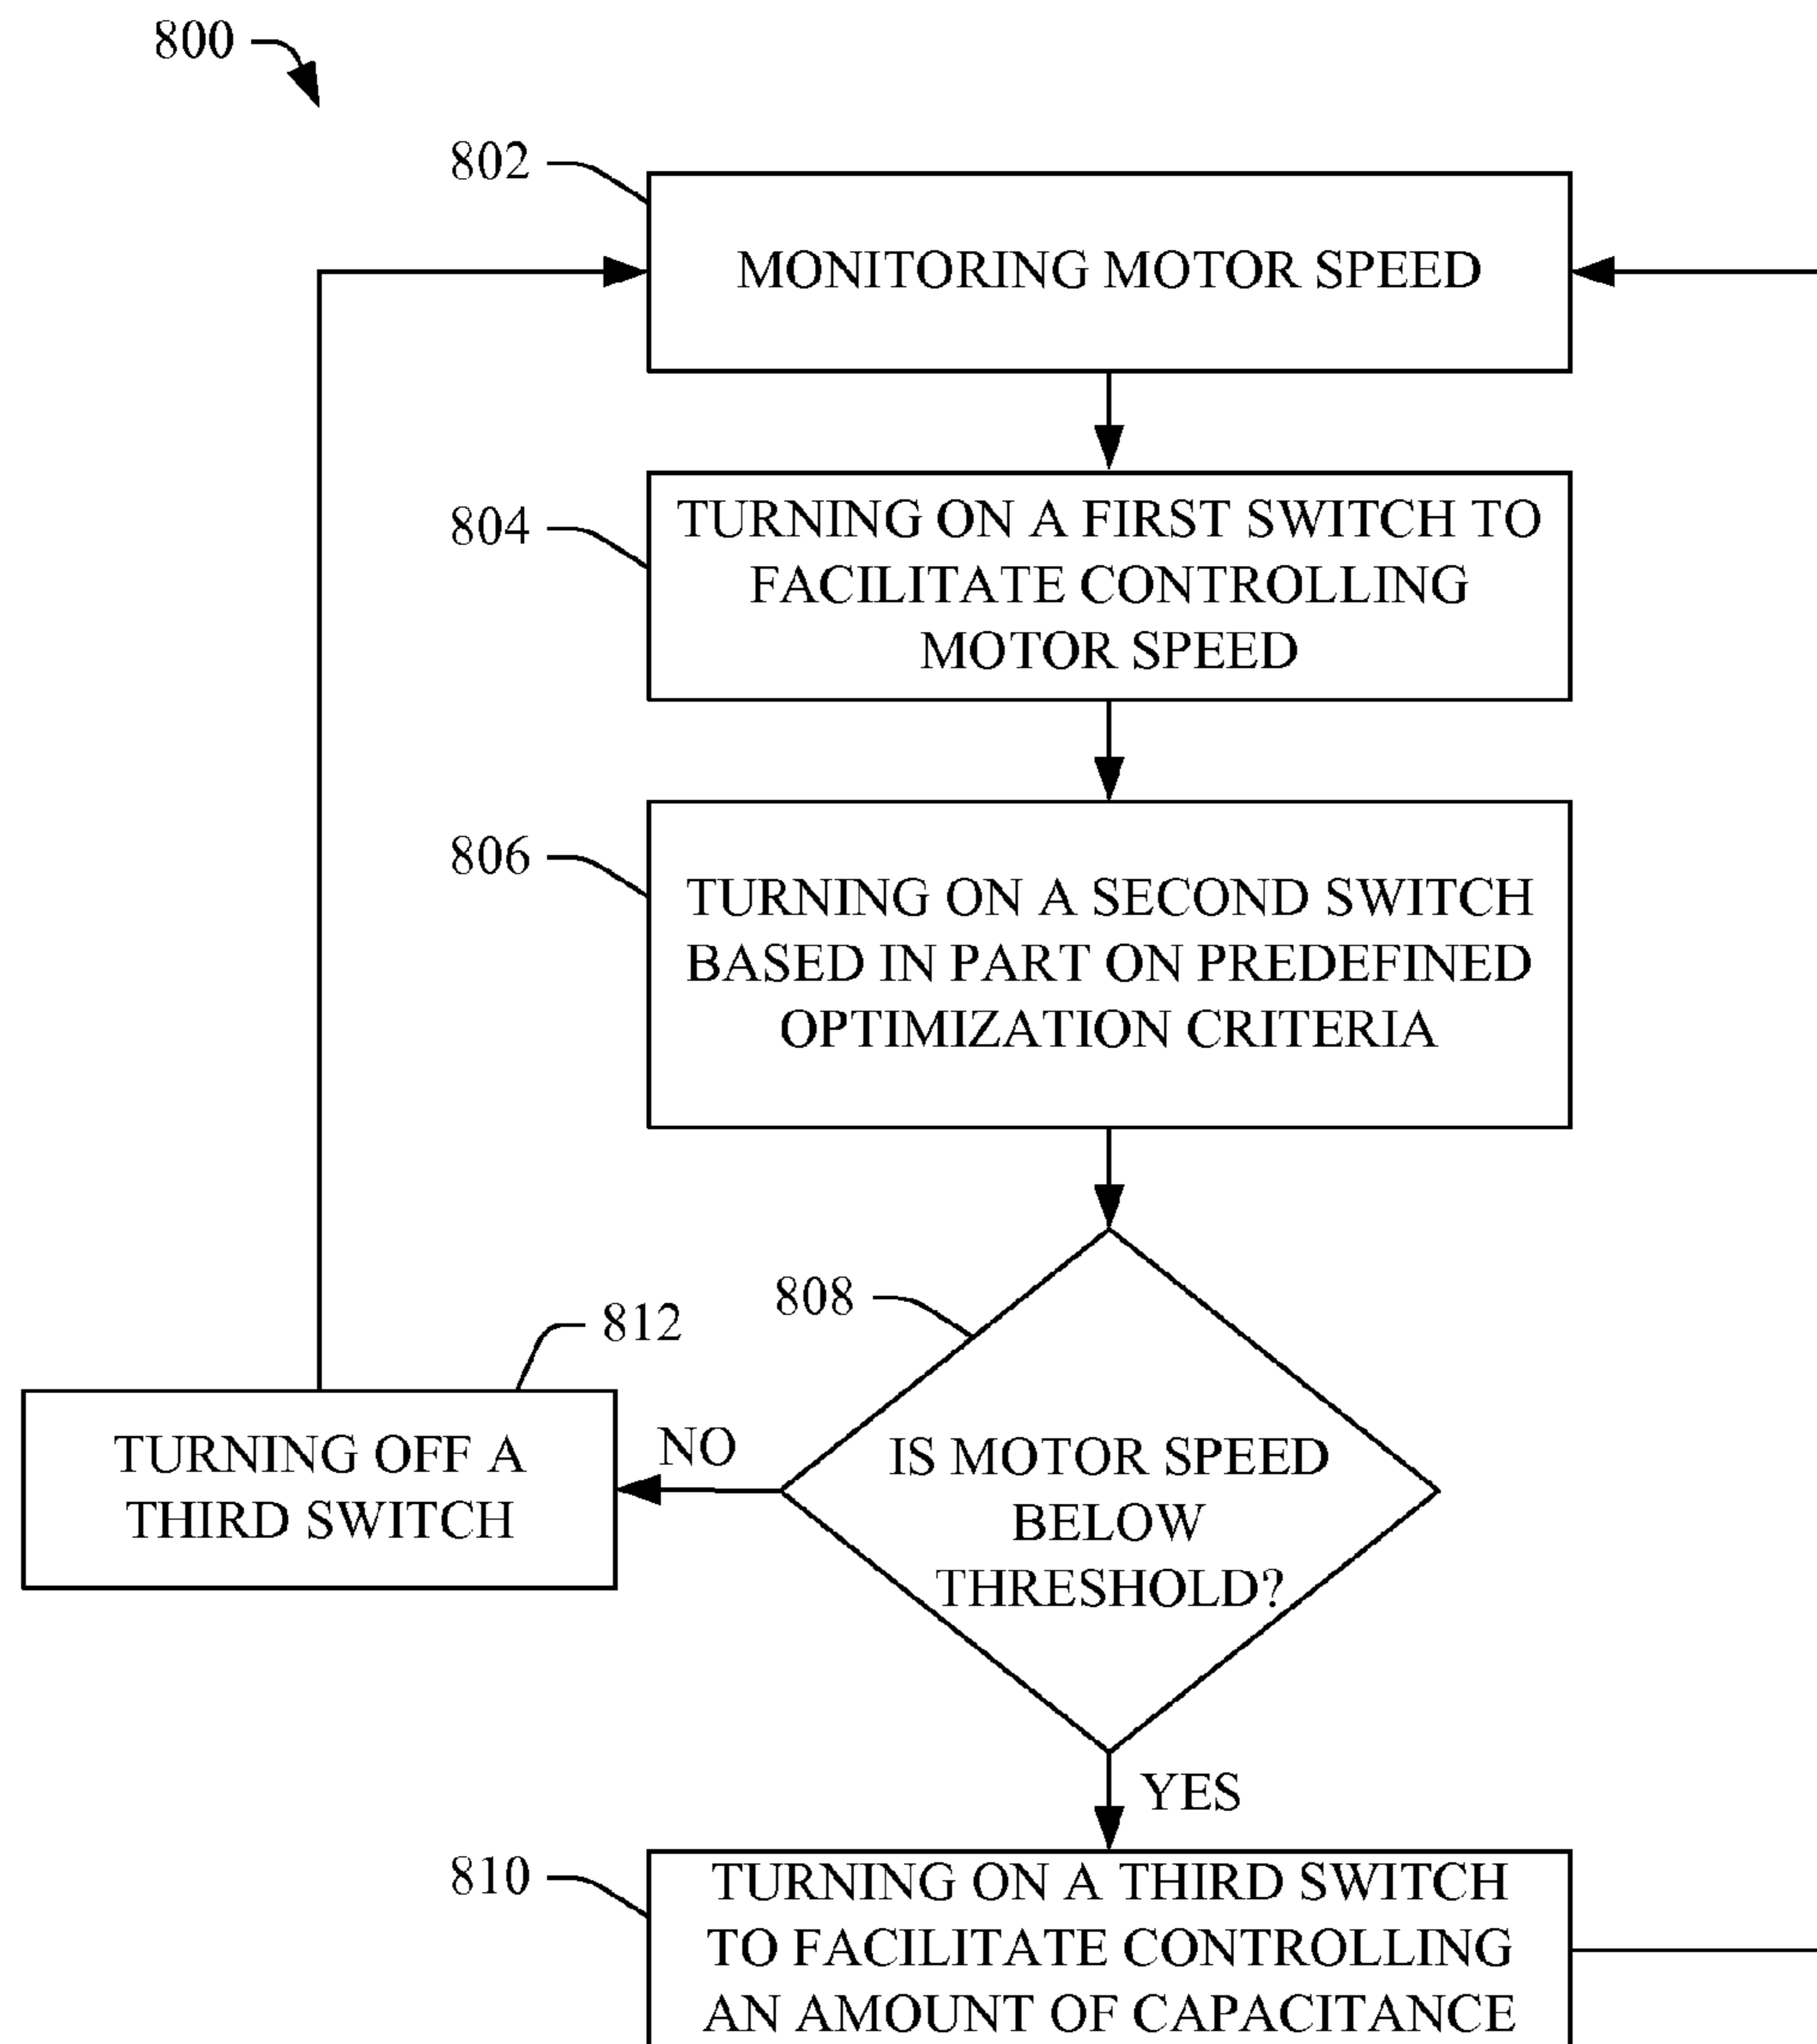 800
802
MONITORING MOTOR SPEED
804
TURNING ON A FIRST SWITCH TO
FACILITATE CONTROLLING
MOTOR SPEED
806
TURNING ON A SECOND SWITCH
BASED IN PART ON PREDEFINED
OPTIMIZATION CRITERIA
808
IS MOTOR SPEED
BELOW
THRESHOLD?
812
NO
TURNING OFF A
THIRD SWITCH
YES
810
TURNING ON A THIRD SWITCH
TO FACILITATE CONTROLLING
AN AMOUNT OF CAPACITANCE